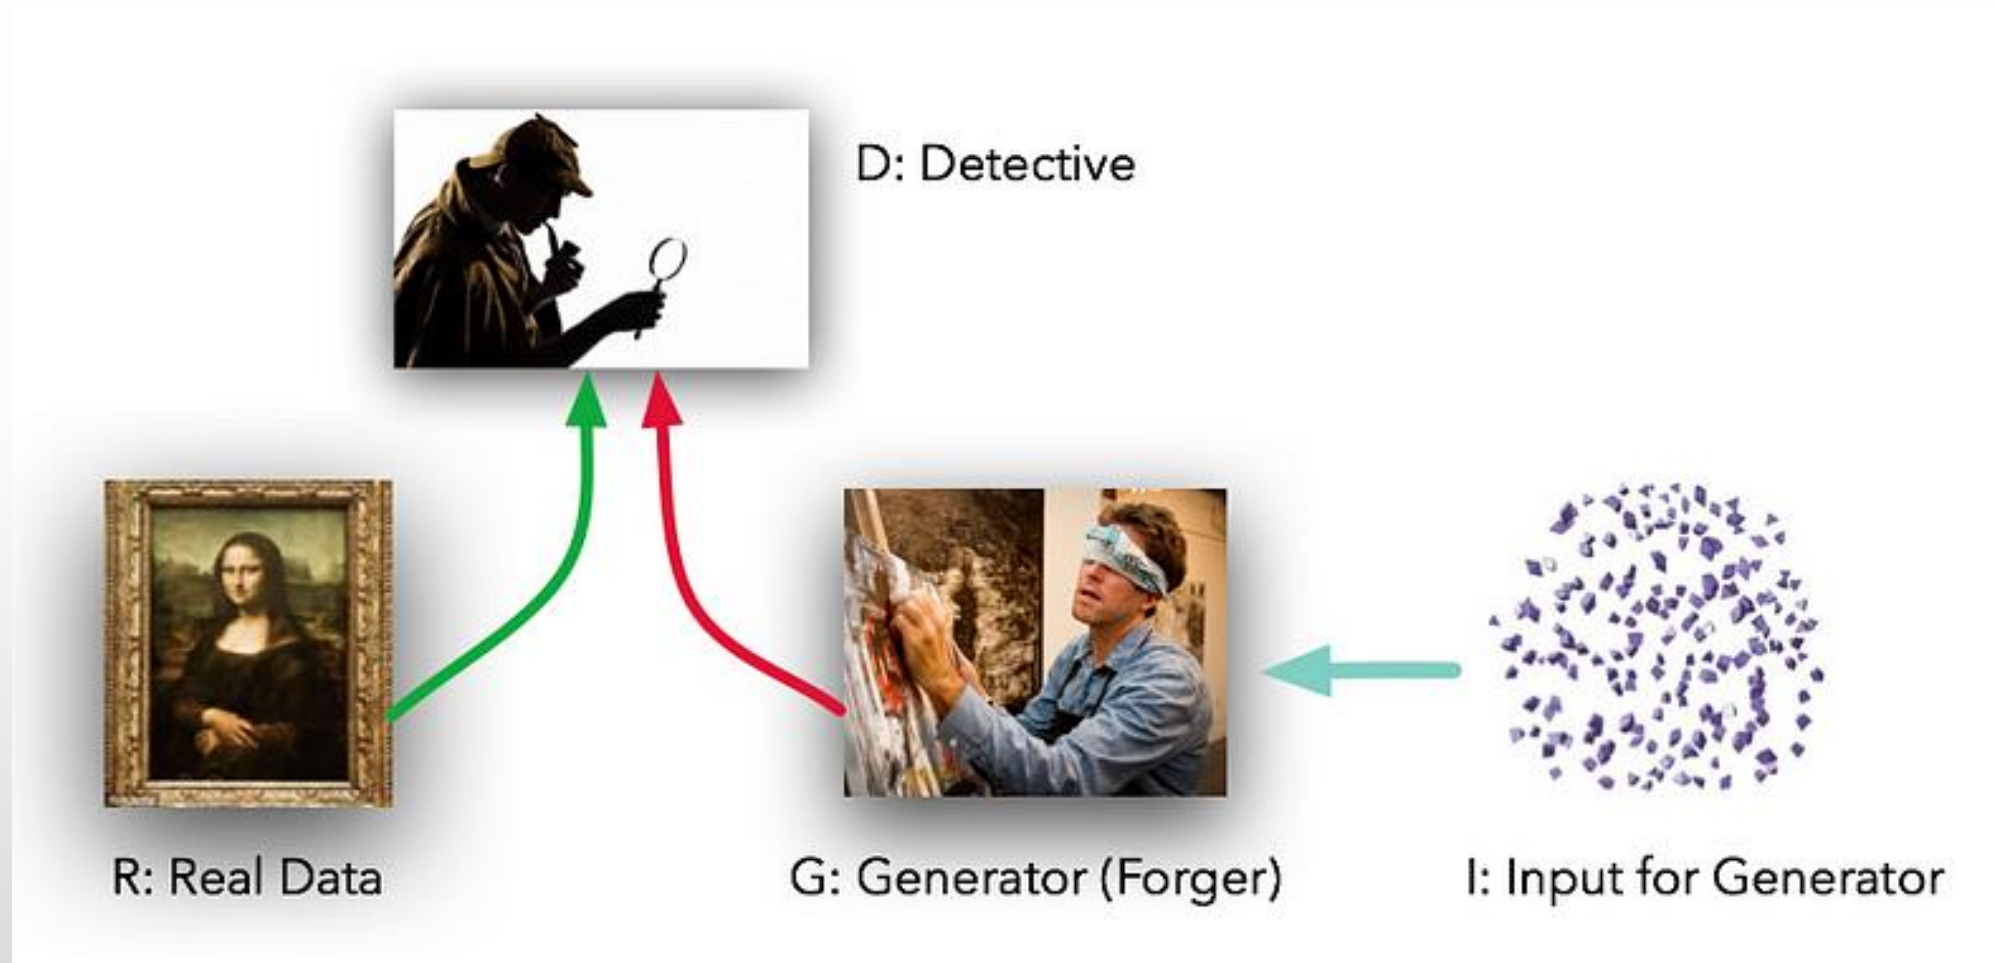 D: Detective
R: Real Data
G: Generator (Forger)
I: Input for Generator